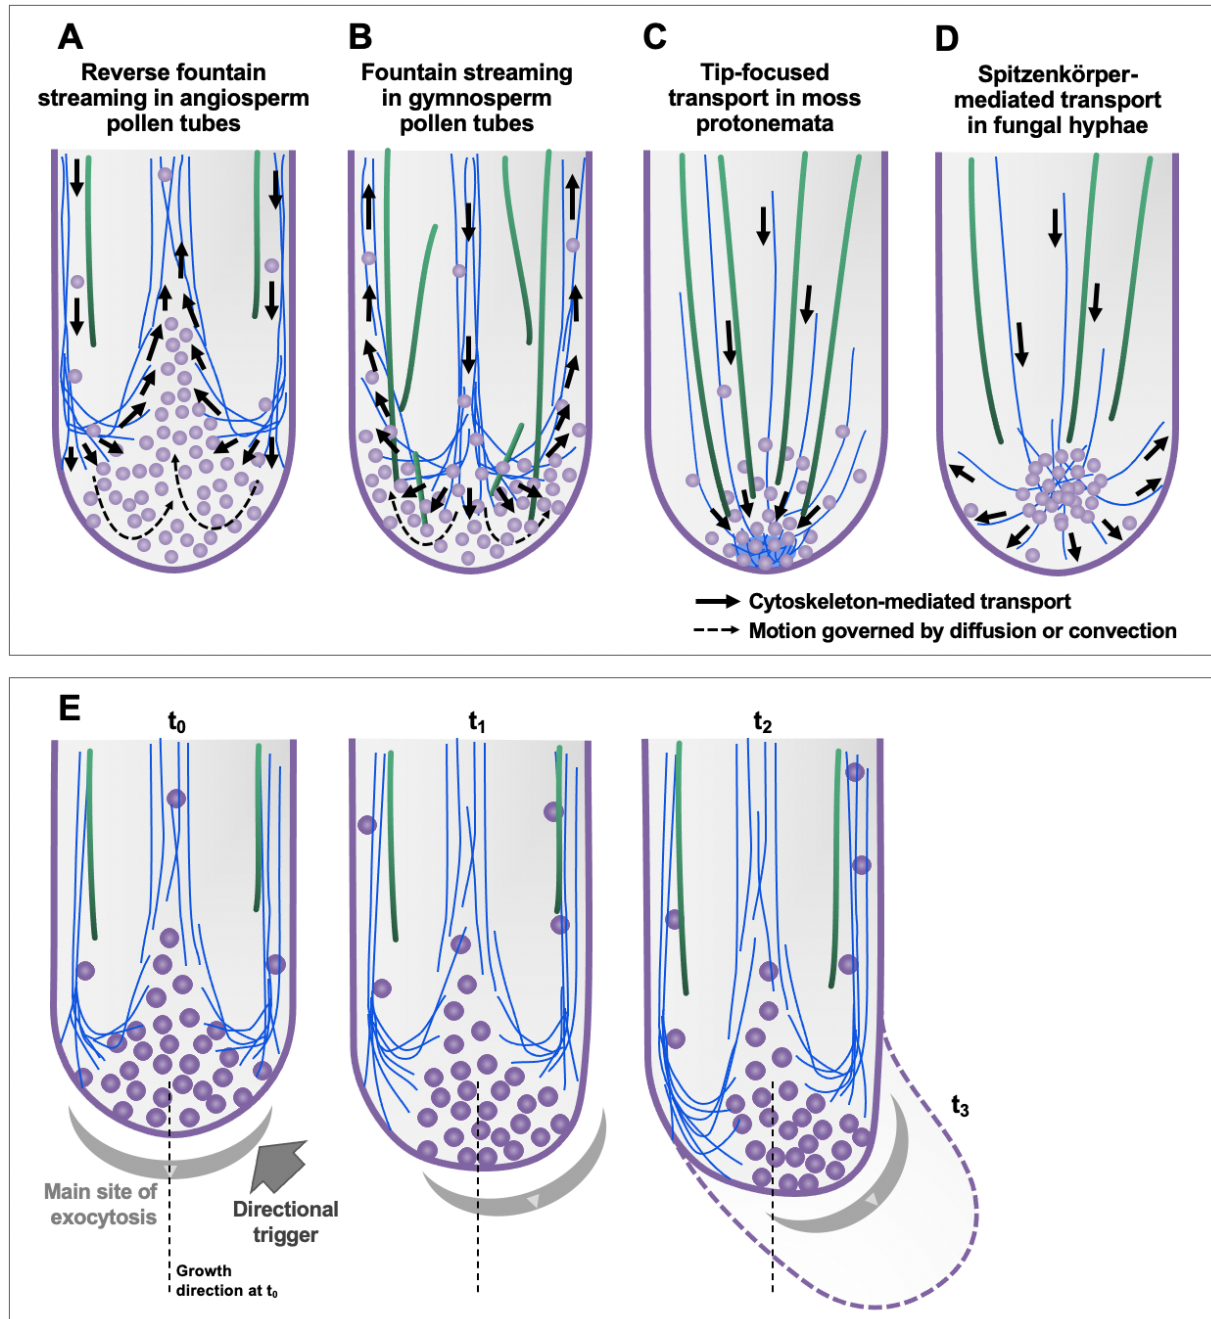 A
Reverse fountain
streaming in angiosperm
pollen tubes
B
Fountain streaming
in gymnosperm
pollen tubes
C
Tip-focused
transport in moss
protonemata
D
Spitzenkörper-
mediated transport
in fungal hyphae
Cytoskeleton-mediated transport
Motion governed by diffusion or convection
E
t₀
t₁
t₂
t₃
Main site of
exocytosis
Directional
trigger
Growth
direction at t₀